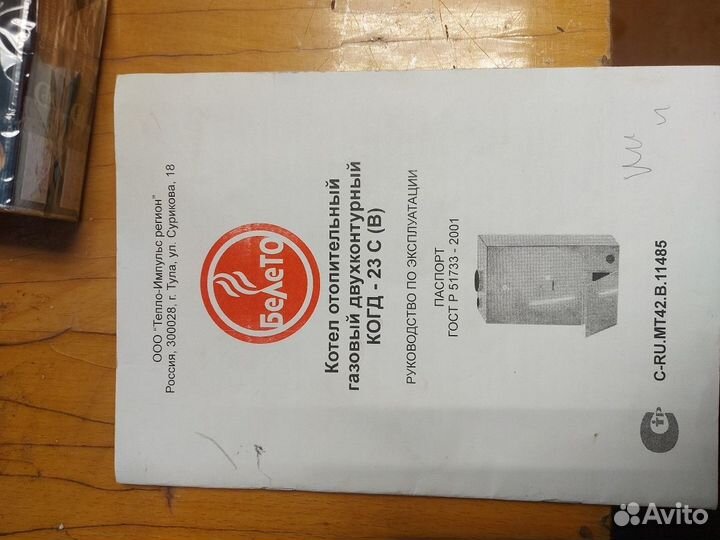 ООО "Тепло-Импульс регион"
Россия, 300028, г. Тула, ул. Сурикова, 18
БеЛеТО
Котел отопительный
газовый двухконтурный
КОГД - 23 С (В)
РУКОВОДСТВО ПО ЭКСПЛУАТАЦИИ
ПАСПОРТ
ГОСТ Р 51733 - 2001
C-RU.MT42.B.11485
Avito